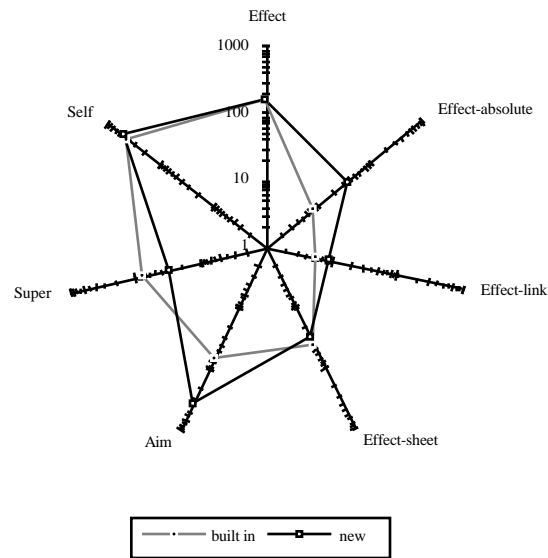 Effect
1000
Self
100
Effect-absolute
10
1
Super
Effect-link
Aim
Effect-sheet
built in
new